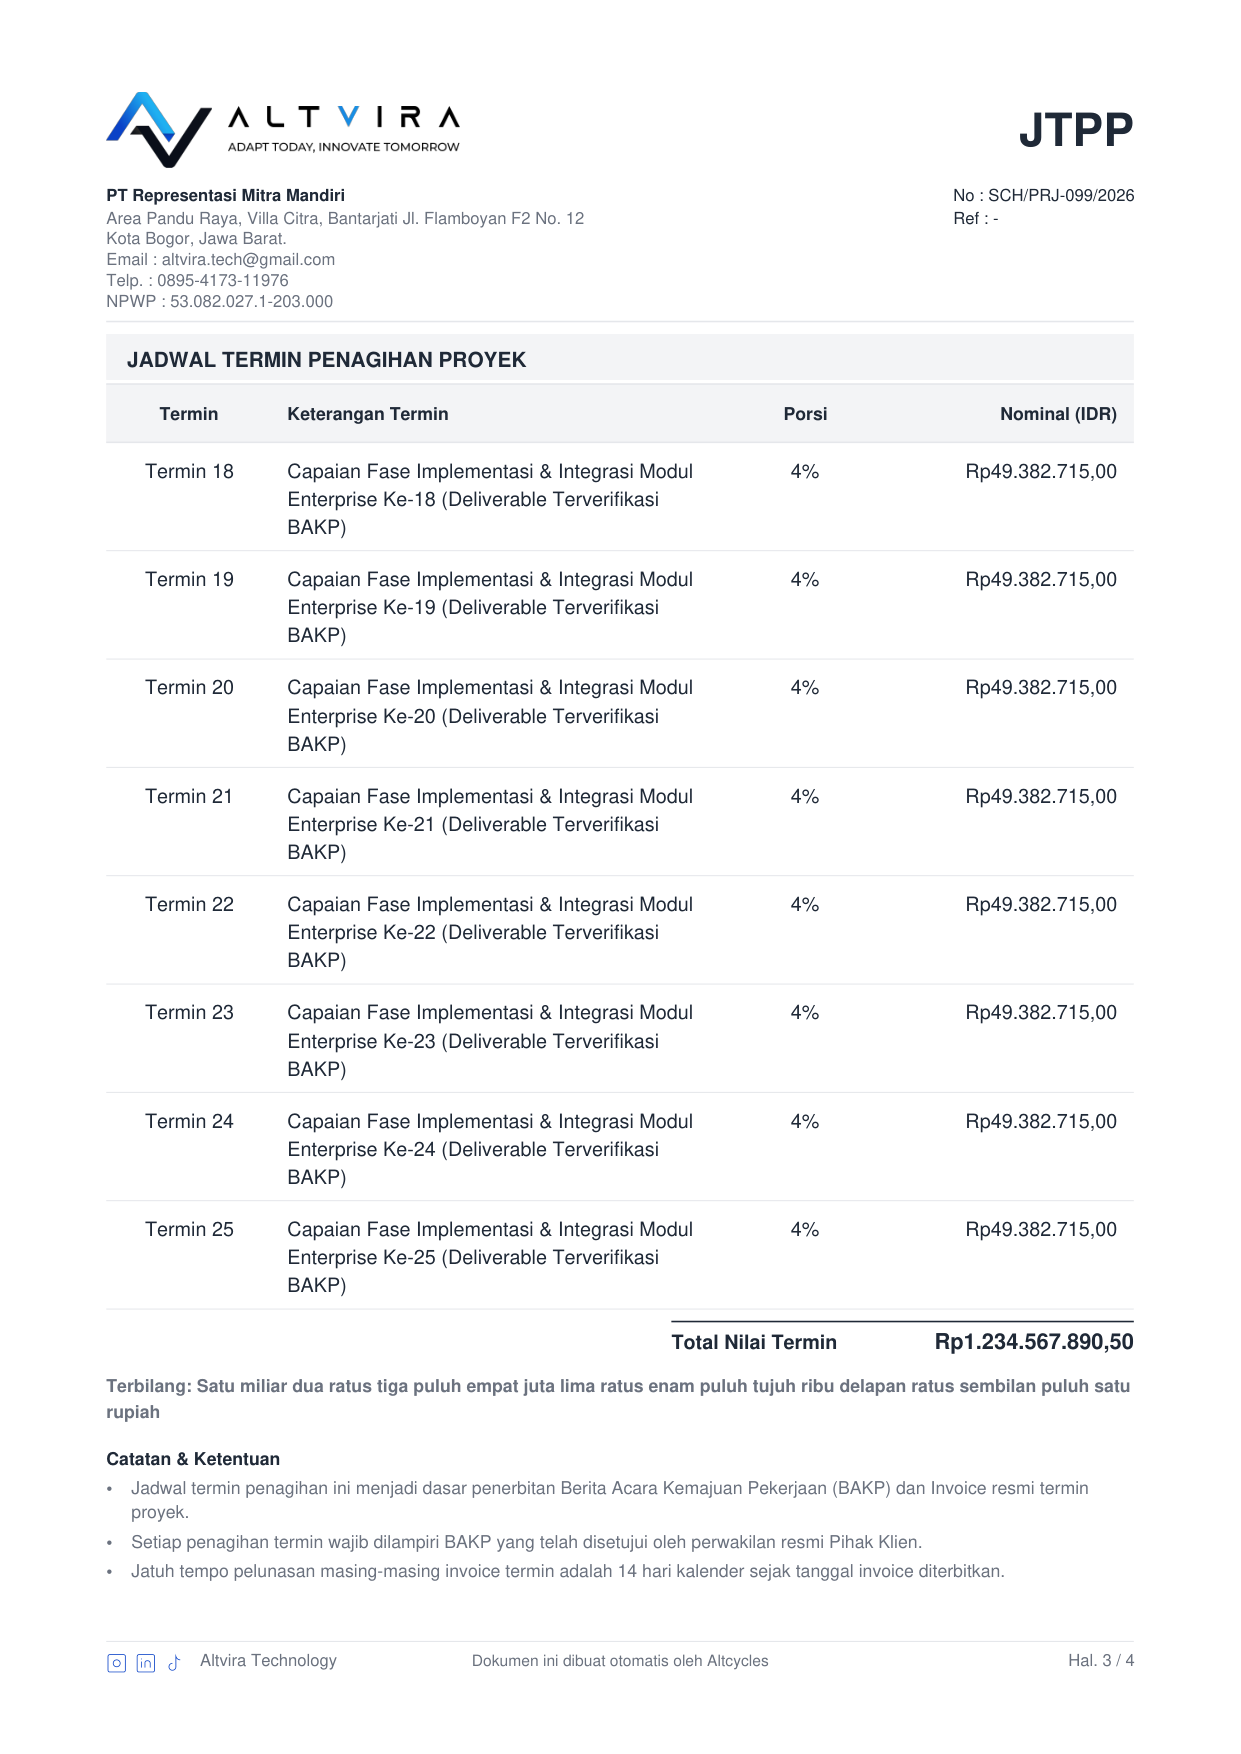 ALTVIRA
ADAPT TODAY, INNOVATE TOMORROW
JTPP
PT Representasi Mitra Mandiri
Area Pandu Raya, Villa Citra, Bantarjati Jl. Flamboyan F2 No. 12
Kota Bogor, Jawa Barat.
Email : altvira.tech@gmail.com
Telp. : 0895-4173-11976
NPWP : 53.082.027.1-203.000
No : SCH/PRJ-099/2026
Ref : -
JADWAL TERMIN PENAGIHAN PROYEK
Termin Keterangan Termin Porsi Nominal (IDR)
Termin 18 Capaian Fase Implementasi & Integrasi Modul 4% Rp49.382.715,00
Enterprise Ke-18 (Deliverable Terverifikasi
BAKP)
Termin 19 Capaian Fase Implementasi & Integrasi Modul 4% Rp49.382.715,00
Enterprise Ke-19 (Deliverable Terverifikasi
BAKP)
Termin 20 Capaian Fase Implementasi & Integrasi Modul 4% Rp49.382.715,00
Enterprise Ke-20 (Deliverable Terverifikasi
BAKP)
Termin 21 Capaian Fase Implementasi & Integrasi Modul 4% Rp49.382.715,00
Enterprise Ke-21 (Deliverable Terverifikasi
BAKP)
Termin 22 Capaian Fase Implementasi & Integrasi Modul 4% Rp49.382.715,00
Enterprise Ke-22 (Deliverable Terverifikasi
BAKP)
Termin 23 Capaian Fase Implementasi & Integrasi Modul 4% Rp49.382.715,00
Enterprise Ke-23 (Deliverable Terverifikasi
BAKP)
Termin 24 Capaian Fase Implementasi & Integrasi Modul 4% Rp49.382.715,00
Enterprise Ke-24 (Deliverable Terverifikasi
BAKP)
Termin 25 Capaian Fase Implementasi & Integrasi Modul 4% Rp49.382.715,00
Enterprise Ke-25 (Deliverable Terverifikasi
BAKP)
Total Nilai Termin Rp1.234.567.890,50
Terbilang: Satu miliar dua ratus tiga puluh empat juta lima ratus enam puluh tujuh ribu delapan ratus sembilan puluh satu
rupiah
Catatan & Ketentuan
• Jadwal termin penagihan ini menjadi dasar penerbitan Berita Acara Kemajuan Pekerjaan (BAKP) dan Invoice resmi termin
proyek.
• Setiap penagihan termin wajib dilampiri BAKP yang telah disetujui oleh perwakilan resmi Pihak Klien.
• Jatuh tempo pelunasan masing-masing invoice termin adalah 14 hari kalender sejak tanggal invoice diterbitkan.
in Altvira Technology Dokumen ini dibuat otomatis oleh Altcycles Hal. 3 / 4